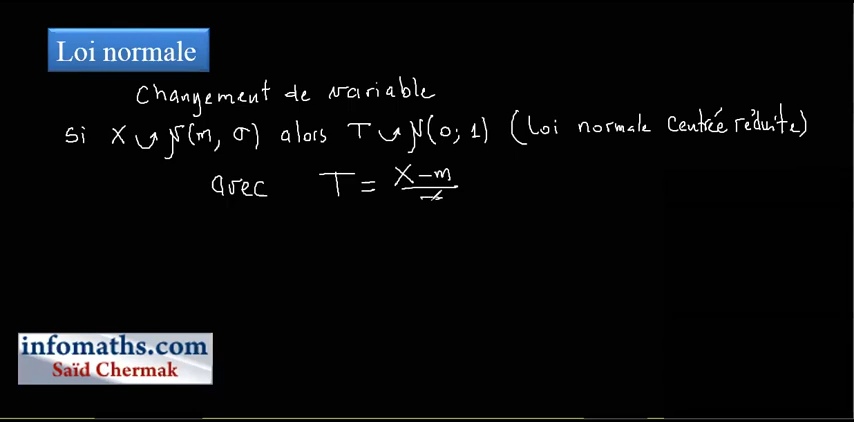 Loi normale
Changement de variable
Si X ↪ N(m, σ) alors T ↪ N(0; 1) (Loi normale Centrée réduite)
avec T = X-m/
infomaths.com
Saïd Chermak